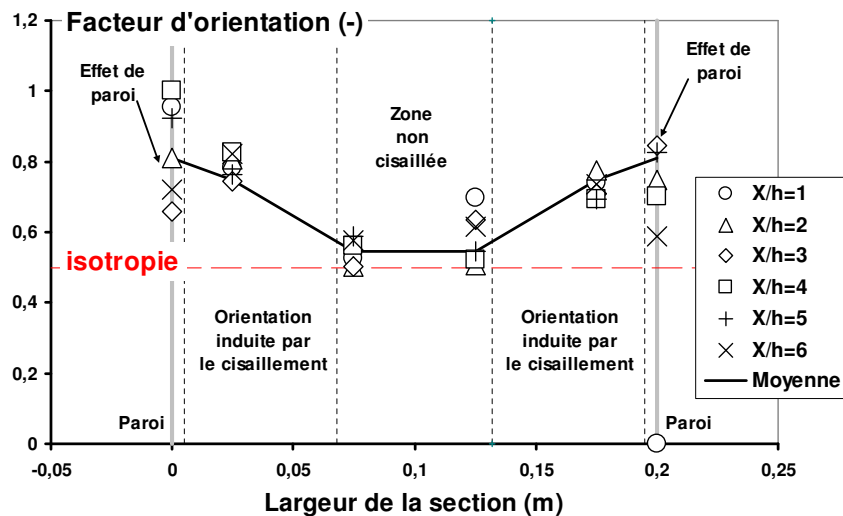 Facteur d'orientation (-)
1,2
1
0,8
0,6
0,4
0,2
0
Effet de
paroi
Zone
non
cisaillée
Effet de
paroi
isotropie
Orientation
induite par
le cisaillement
Orientation
induite par
le cisaillement
Paroi
Paroi
X/h=1
X/h=2
X/h=3
X/h=4
X/h=5
X/h=6
Moyenne
-0,05
0
0,05
0,1
0,15
0,2
0,25
Largeur de la section (m)